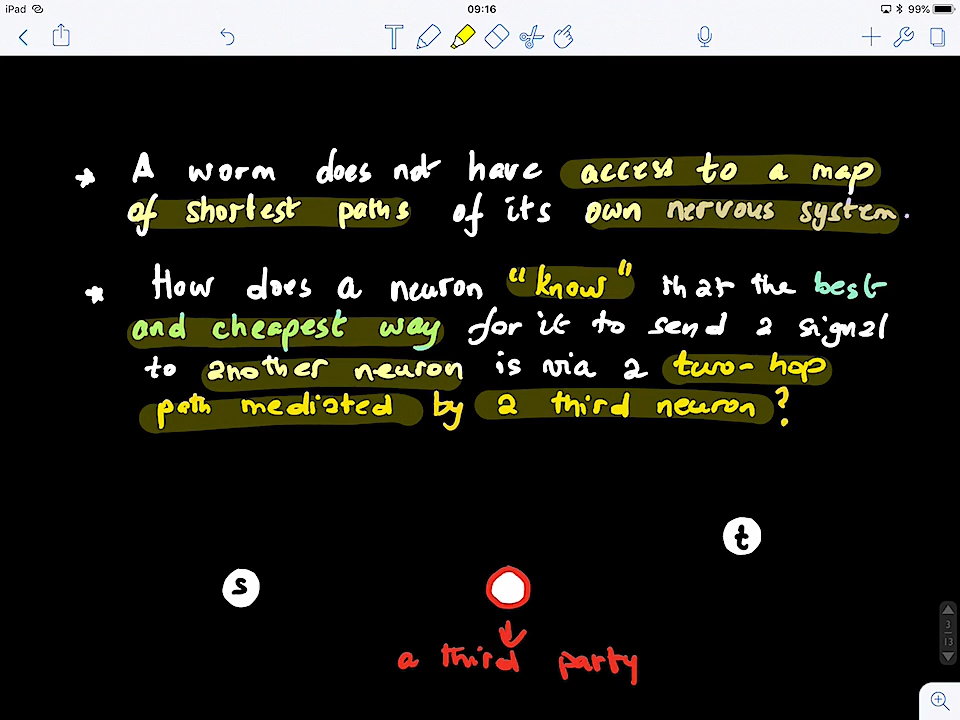 iPad
09:16
99%
T
* A worm does not have access to a map
of shortest paths of its own nervous system.
* How does a neuron "know" that the best
and cheapest way for it to send a signal
to another neuron is via a two-hop
path mediated by a third neuron?
t
s
a third party
3
13